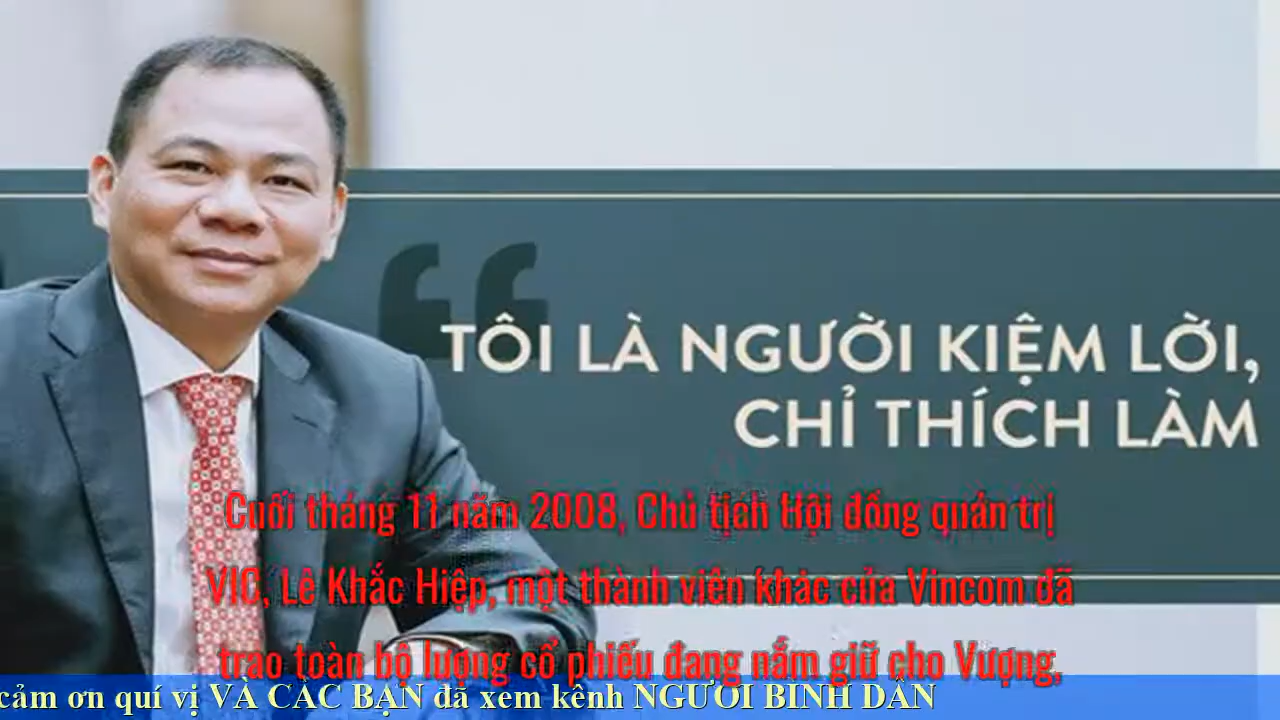 “
TÔI LÀ NGƯỜI KIỆM LỜI,
CHỈ THÍCH LÀM
Cuối tháng 11 năm 2008, Chủ tịch Hội đồng quản trị
VIC, Lê Khắc Hiệp, một thành viên khác của Vincom đã
trao toàn bộ lượng cổ phiếu đang nắm giữ cho Vượng,
cảm ơn quí vị VÀ CÁC BẠN đã xem kênh NGƯỜI BÌNH DÂN